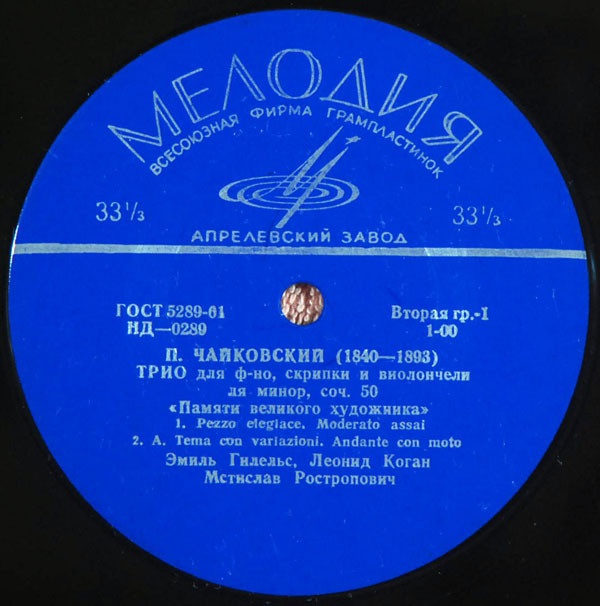 МЕЛОДИЯ
ВСЕСОЮЗНАЯ ФИРМА ГРАМПЛАСТИНОК
33⅓ 33⅓
АПРЕЛЕВСКИЙ ЗАВОД
ГОСТ 5289-61 Вторая гр.-I
НД—0289 1-00
П. ЧАЙКОВСКИЙ (1840—1893)
ТРИО для ф-но, скрипки и виолончели
ля минор, соч. 50
«Памяти великого художника»
1. Pezzo elegiace. Moderato assai
2. А. Tema con variazioni. Andante con moto
Эмиль Гилельс, Леонид Коган
Мстислав Ростропович